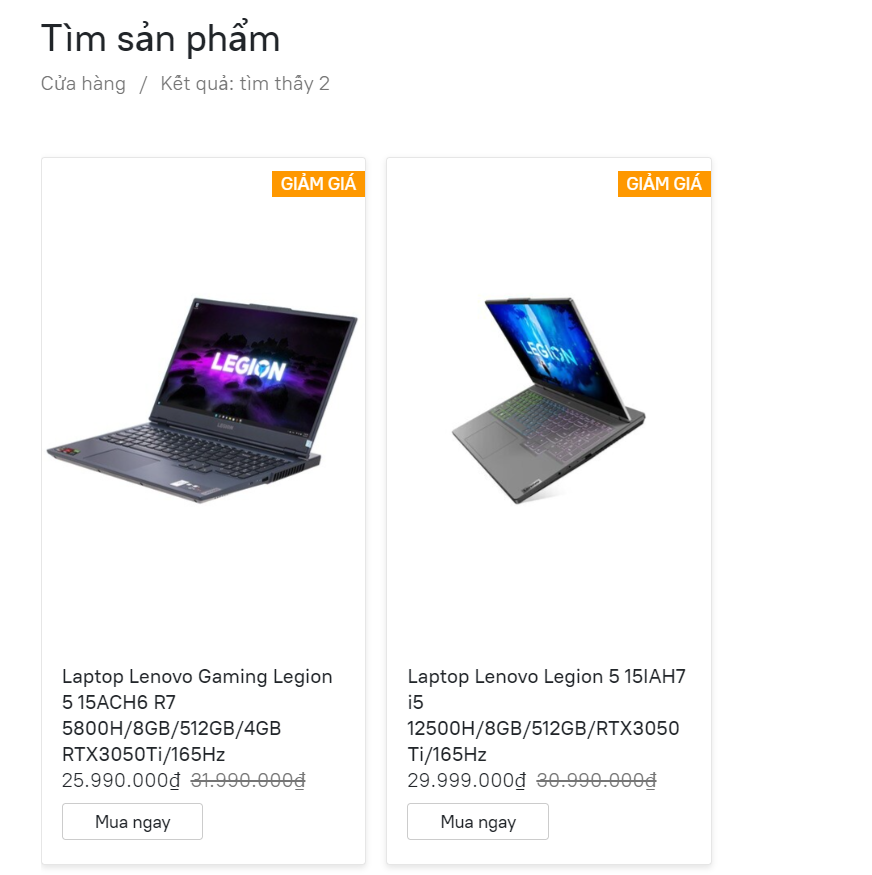 Tìm sản phẩm
Cửa hàng / Kết quả: tìm thấy 2
GIẢM GIÁ
LEGION
Laptop Lenovo Gaming Legion
5 15ACH6 R7
5800H/8GB/512GB/4GB
RTX3050Ti/165Hz
25.990.000₫ 31.990.000₫
Mua ngay
GIẢM GIÁ
LEGION
Laptop Lenovo Legion 5 15IAH7
i5
12500H/8GB/512GB/RTX3050
Ti/165Hz
29.999.000₫ 30.990.000₫
Mua ngay